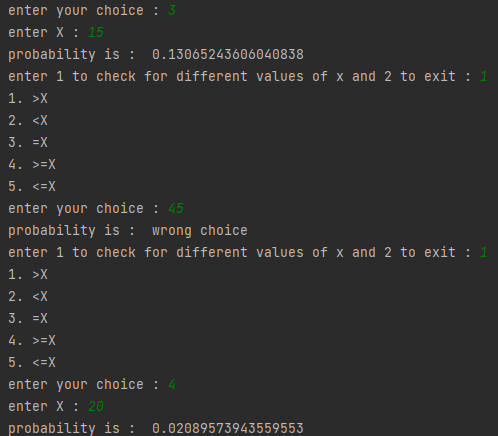 enter your choice : 3
enter X : 15
probability is :  0.13065243606040838
enter 1 to check for different values of x and 2 to exit : 1
1. >X
2. <X
3. =X
4. >=X
5. <=X
enter your choice : 45
probability is :  wrong choice
enter 1 to check for different values of x and 2 to exit : 1
1. >X
2. <X
3. =X
4. >=X
5. <=X
enter your choice : 4
enter X : 20
probability is :  0.02089573943559553